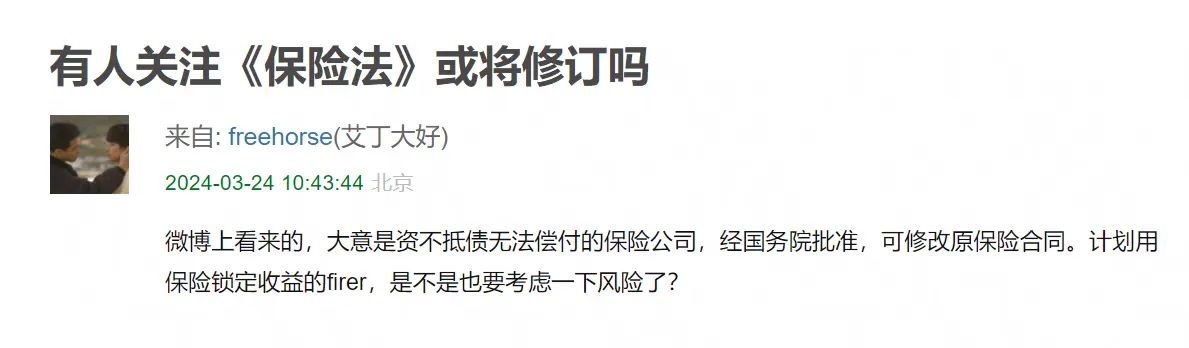 有人关注《保险法》或将修订吗
来自: freehorse(艾丁大好)
2024-03-24 10:43:44 北京
微博上看来的，大意是资不抵债无法偿付的保险公司，经国务院批准，可修改原保险合同。计划用
保险锁定收益的firer，是不是也要考虑一下风险了？